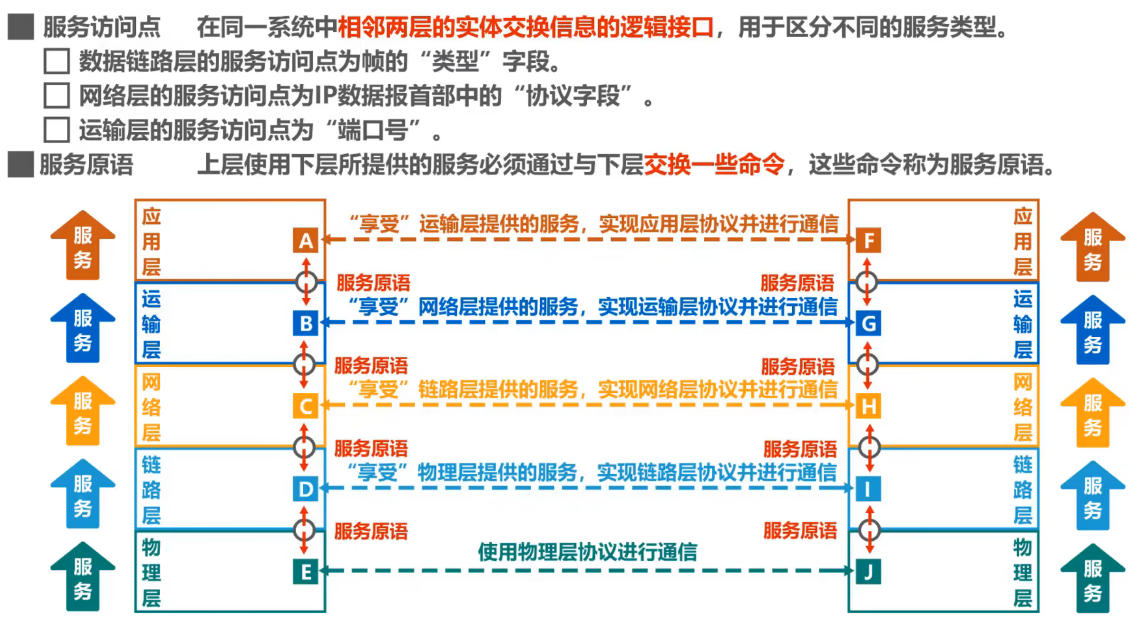 服务访问点 在同一系统中相邻两层的实体交换信息的逻辑接口，用于区分不同的服务类型。
数据链路层的服务访问点为帧的“类型”字段。
网络层的服务访问点为IP数据报首部中的“协议字段”。
运输层的服务访问点为“端口号”。
服务原语 上层使用下层所提供的服务必须通过与下层交换一些命令，这些命令称为服务原语。
服务 应用层 A “享受”运输层提供的服务，实现应用层协议并进行通信 F 应用层 服务
服务原语 服务原语
服务 运输层 B “享受”网络层提供的服务，实现运输层协议并进行通信 G 运输层 服务
服务原语 服务原语
服务 网络层 C “享受”链路层提供的服务，实现网络层协议并进行通信 H 网络层 服务
服务原语 服务原语
服务 链路层 D “享受”物理层提供的服务，实现链路层协议并进行通信 I 链路层 服务
服务原语 服务原语
服务 物理层 E 使用物理层协议进行通信 J 物理层 服务